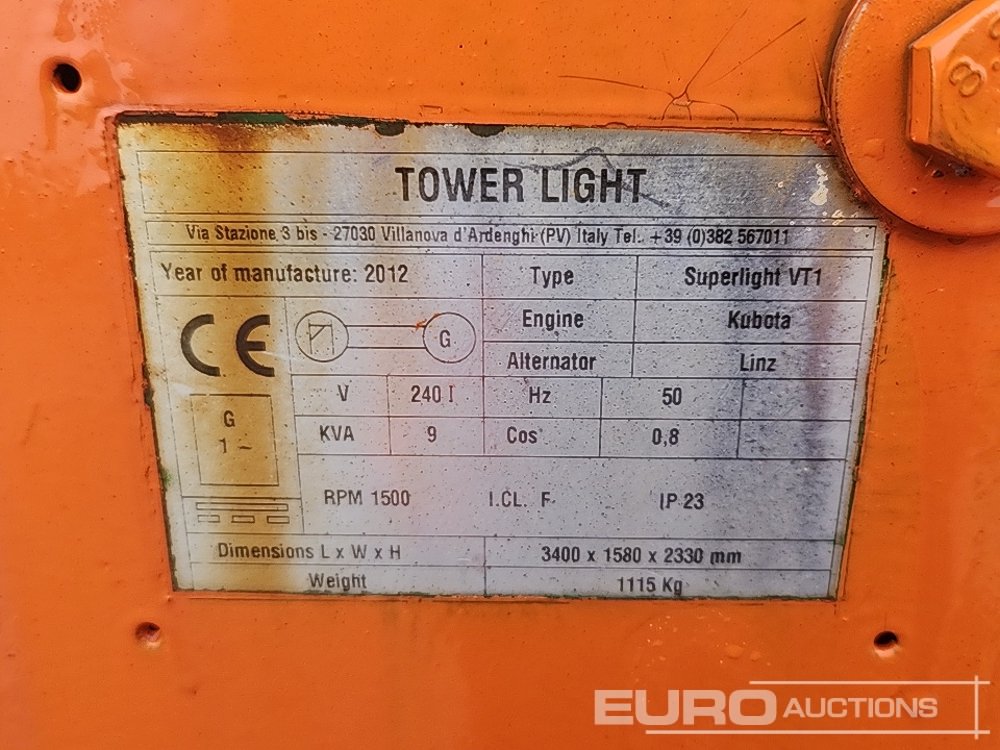 TOWER LIGHT
Via Stazione 3 bis - 27030 Villanova d'Ardenghi (PV) Italy Tel. +39 (0)382 567011
Year of manufacture: 2012 Type Superlight VT1
CE G Engine Kubota
Alternator Linz
V 240 I Hz 50
G
1 ~
KVA 9 Cos 0,8
RPM 1500 I.CL. F IP 23
Dimensions L x W x H 3400 x 1580 x 2330 mm
Weight 1115 Kg
8
EURO AUCTIONS